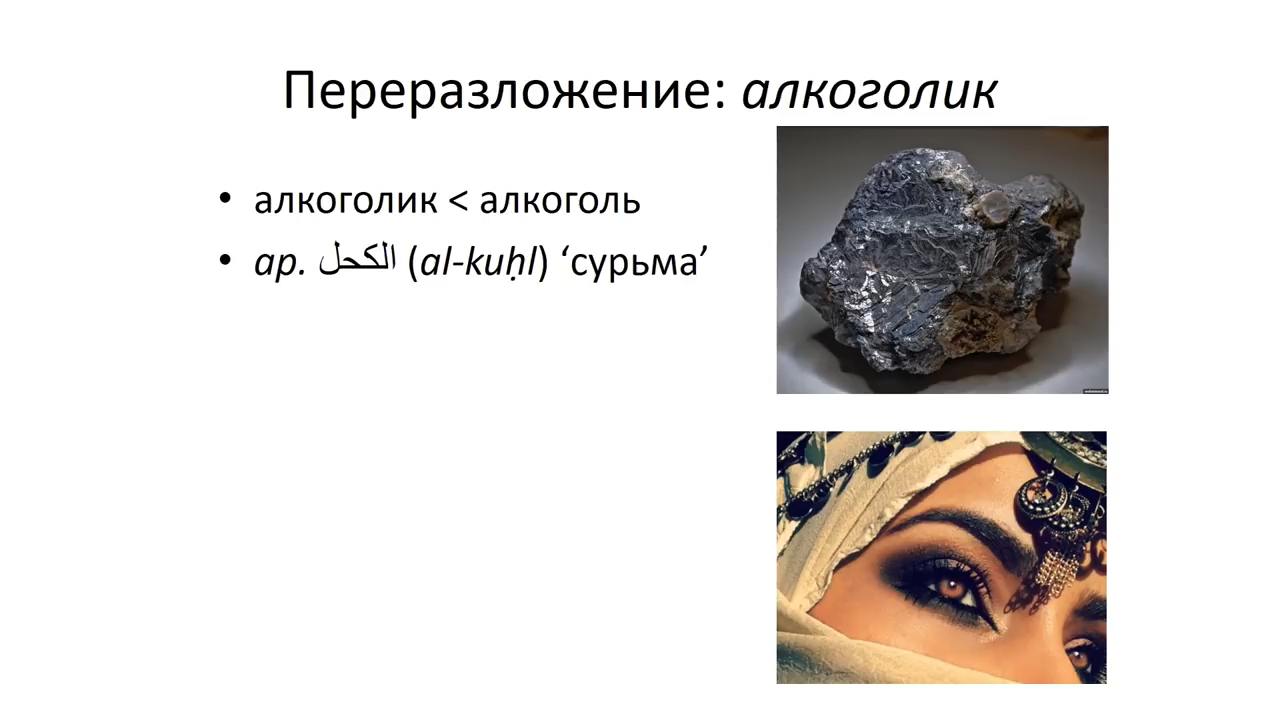 Переразложение: алкоголик
• алкоголик < алкоголь
• ар. الكحل (al-kuḥl) ‘сурьма’